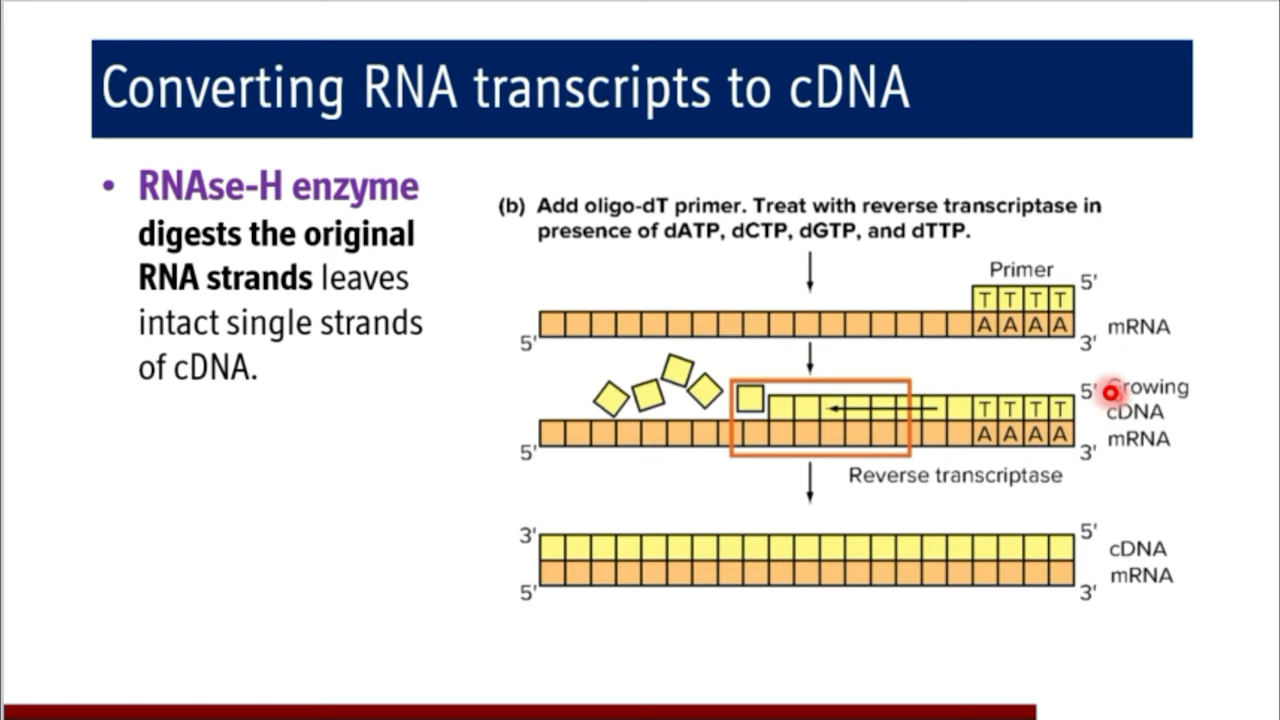 Converting RNA transcripts to cDNA
• RNAse-H enzyme
digests the original
RNA strands leaves
intact single strands
of cDNA.
(b) Add oligo-dT primer. Treat with reverse transcriptase in
presence of dATP, dCTP, dGTP, and dTTP.
Primer
5'
T T T T
A A A A mRNA
5' 3'
5' Growing
T T T T cDNA
A A A A mRNA
5' 3'
Reverse transcriptase
3' 5'
cDNA
mRNA
5' 3'